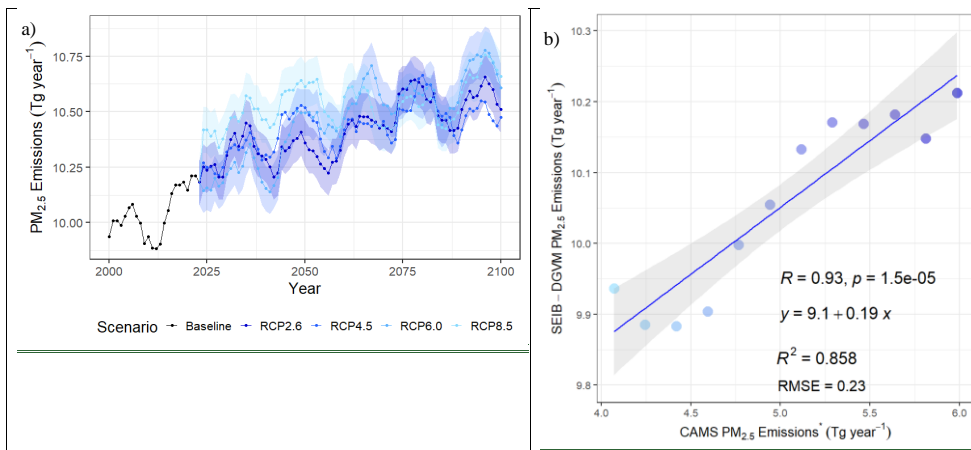 a)
PM2.5 Emissions (Tg year−1)
10.75
10.50
10.25
10.00
2000
2025
2050
2075
2100
Year
Scenario Baseline RCP2.6 RCP4.5 RCP6.0 RCP8.5
b)
SEIB − DGVM PM2.5 Emissions (Tg year−1)
10.3
10.2
10.1
10.0
9.9
9.8
R = 0.93, p = 1.5e-05
y = 9.1 + 0.19 x
R2 = 0.858
RMSE = 0.23
4.0
4.5
5.0
5.5
6.0
CAMS PM2.5 Emissions* (Tg year−1)